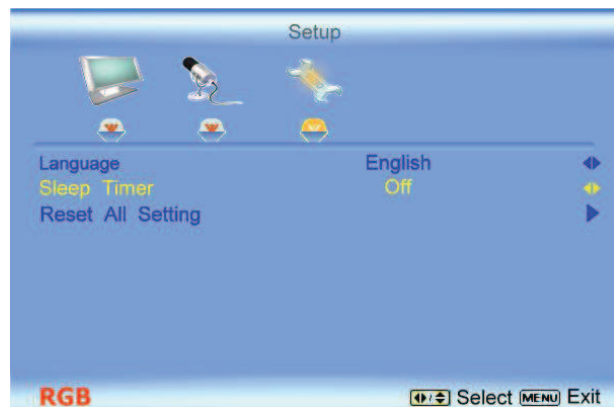 Setup
Language English
Sleep Timer Off
Reset All Setting
RGB Select MENU Exit